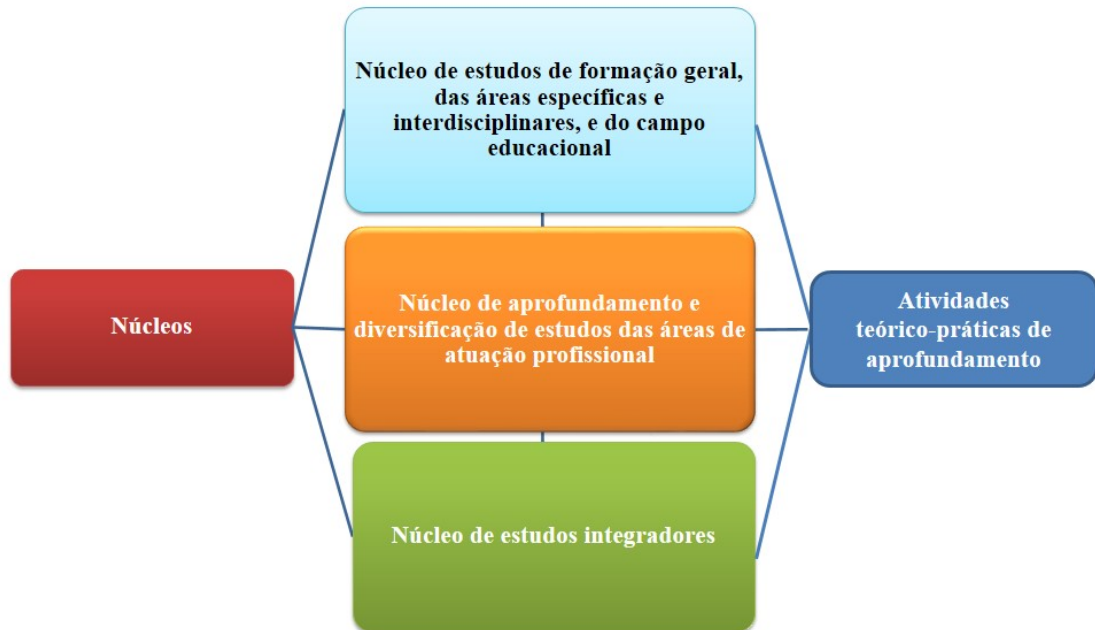 Núcleo de estudos de formação geral,
das áreas específicas e
interdisciplinares, e do campo
educacional
Núcleos
Núcleo de aprofundamento e
diversificação de estudos das áreas de
atuação profissional
Atividades
teórico-práticas de
aprofundamento
Núcleo de estudos integradores